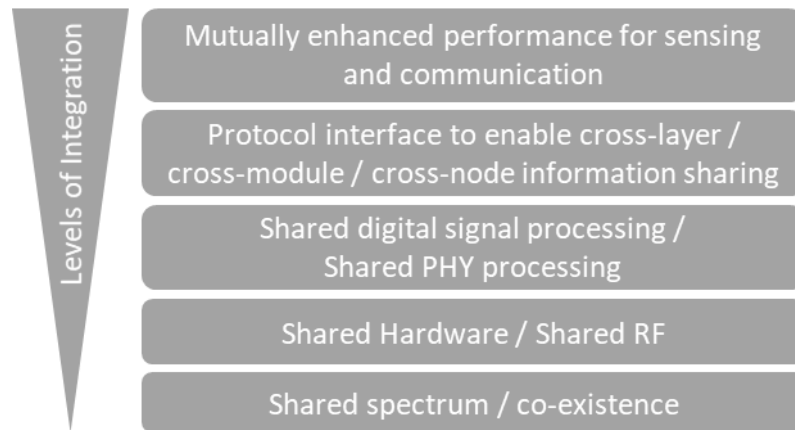 Levels of Integration
Mutually enhanced performance for sensing
and communication
Protocol interface to enable cross-layer /
cross-module / cross-node information sharing
Shared digital signal processing /
Shared PHY processing
Shared Hardware / Shared RF
Shared spectrum / co-existence